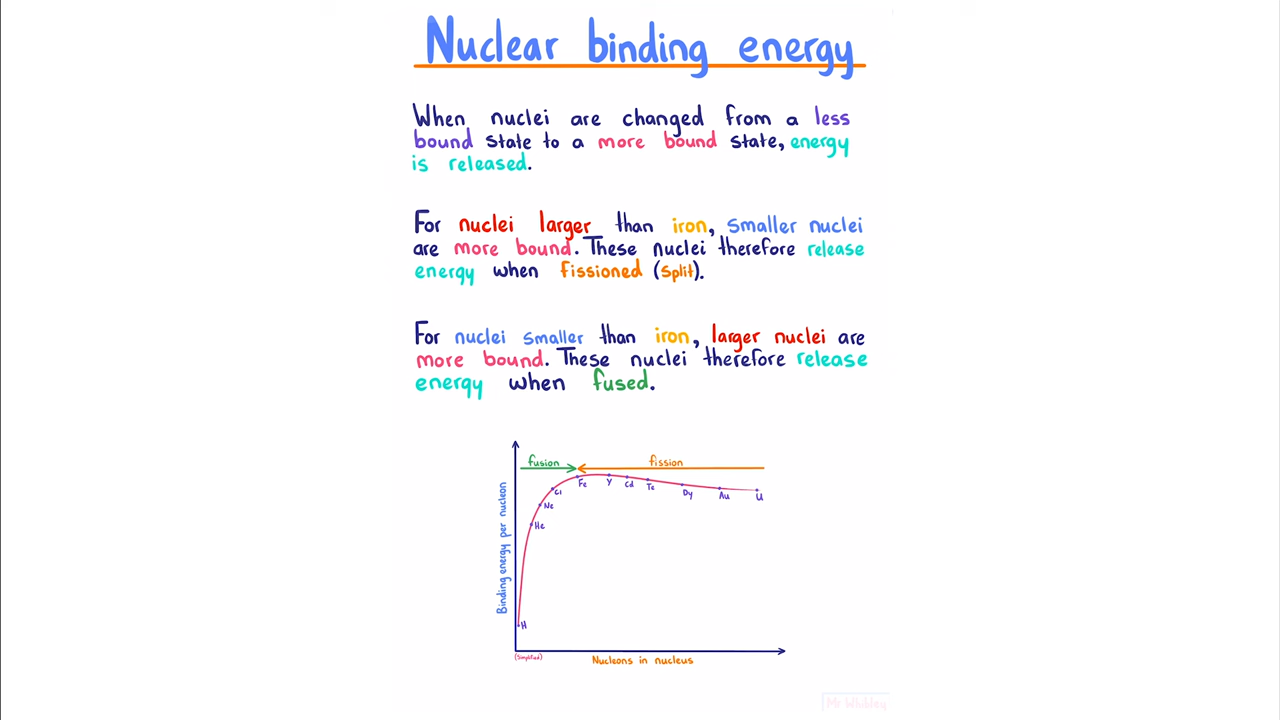 Nuclear binding energy
When nuclei are changed from a less
bound state to a more bound state, energy
is released.
For nuclei larger than iron, smaller nuclei
are more bound. These nuclei therefore release
energy when fissioned (split).
For nuclei smaller than iron, larger nuclei are
more bound. These nuclei therefore release
energy when fused.
fusion
fission
Binding energy per nucleon
H
He
Ne
Cl
Fe
Y
Cd
Te
Dy
Au
U
(Simplified)
Nucleons in nucleus